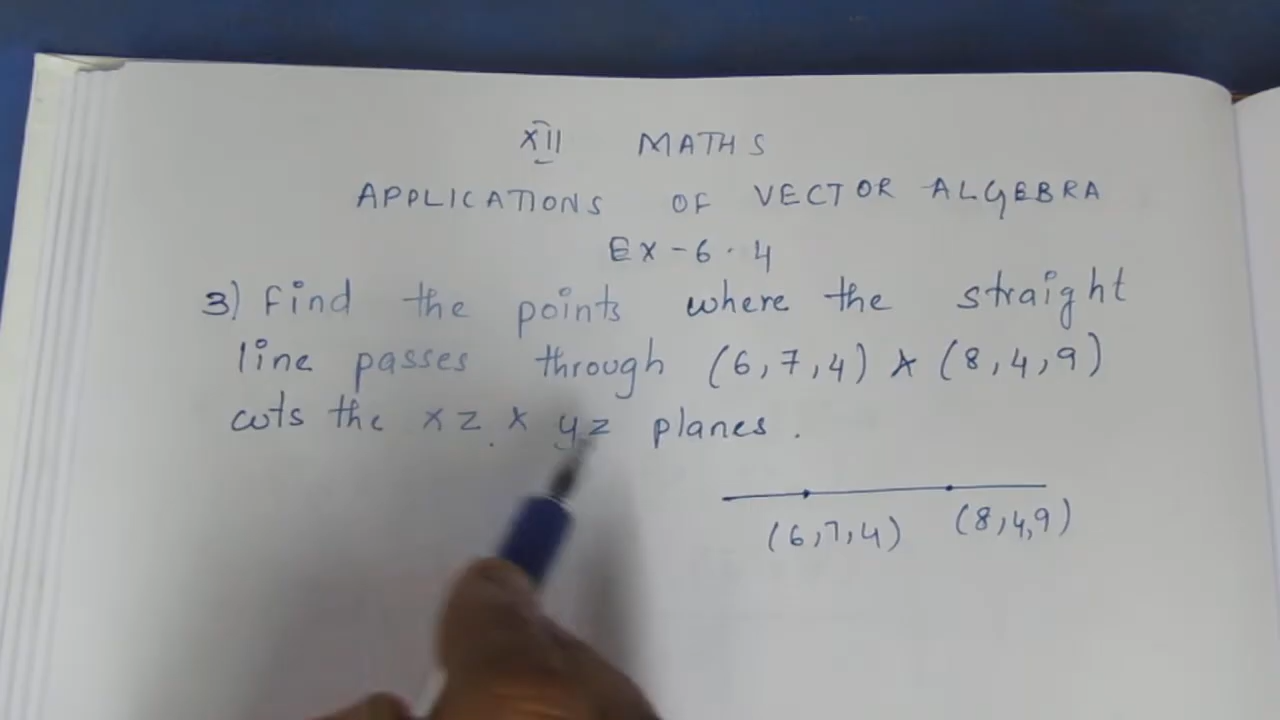 XII MATHS
APPLICATIONS OF VECTOR ALGEBRA
EX-6.4
3) Find the points where the straight
line passes through (6,7,4) & (8,4,9)
cuts the xz & yz planes.
(6,7,4) (8,4,9)